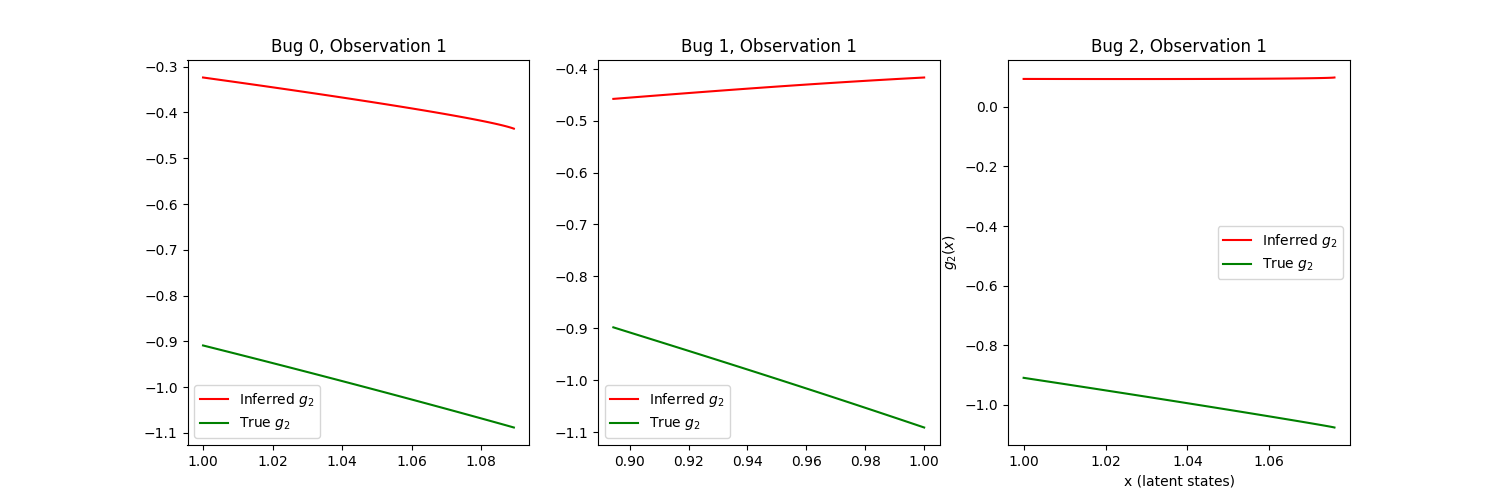 Bug 0, Observation 1
−0.3
−0.4
−0.5
−0.6
−0.7
−0.8
−0.9
−1.0
−1.1
1.00 1.02 1.04 1.06 1.08
Inferred g₂
True g₂
Bug 1, Observation 1
−0.4
−0.5
−0.6
−0.7
−0.8
−0.9
−1.0
−1.1
0.90 0.92 0.94 0.96 0.98 1.00
Inferred g₂
True g₂
Bug 2, Observation 1
g₂(x)
0.0
−0.2
−0.4
−0.6
−0.8
−1.0
1.00 1.02 1.04 1.06
x (latent states)
Inferred g₂
True g₂